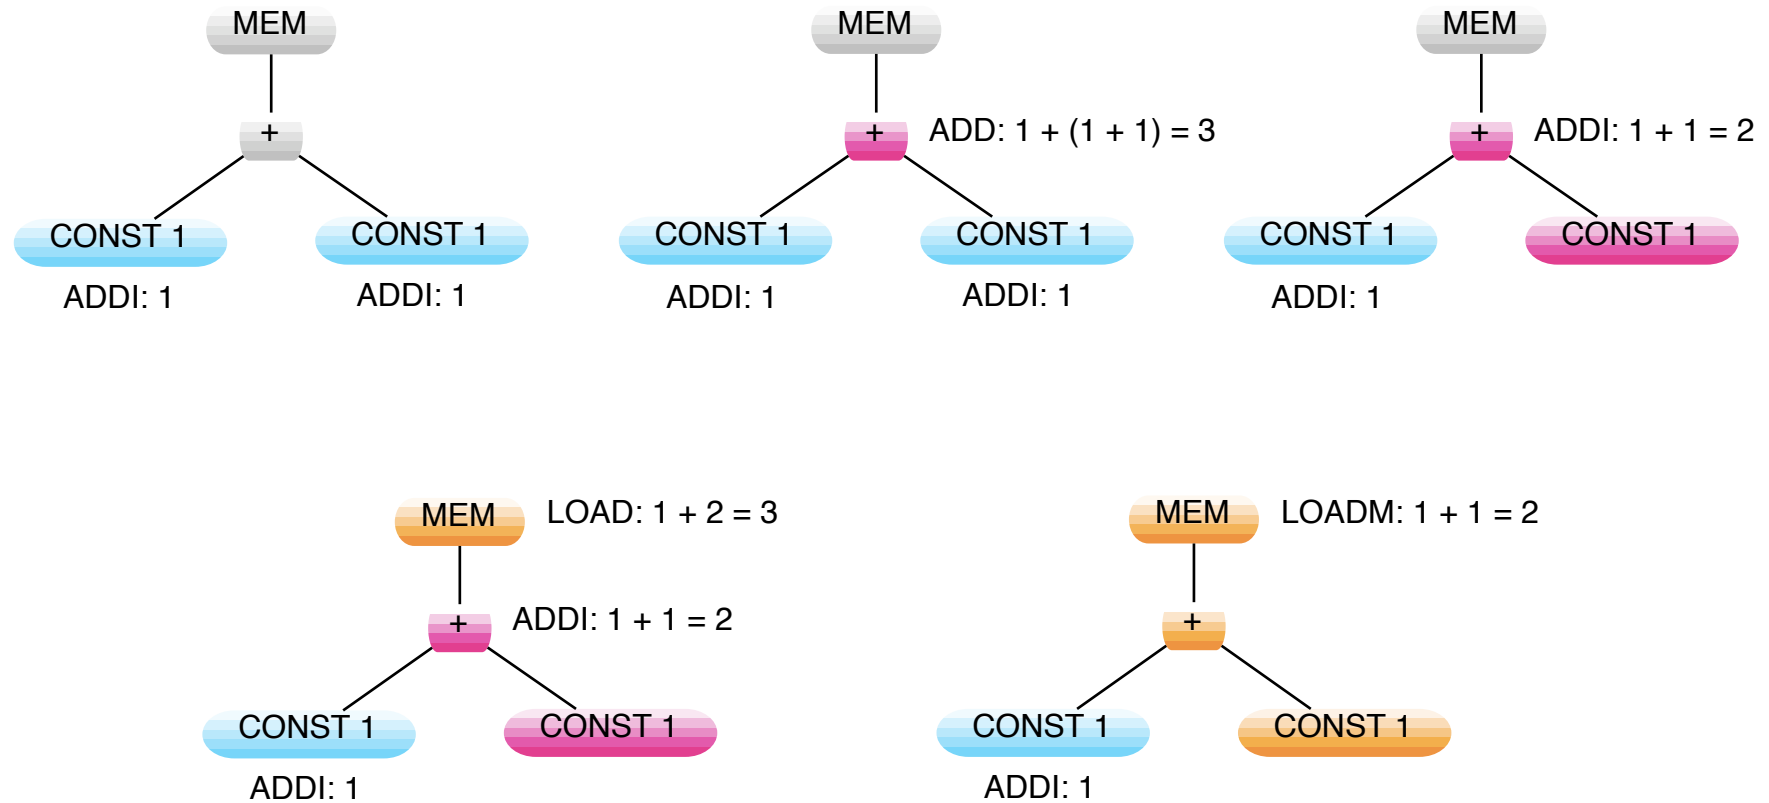 MEM
+
CONST 1
CONST 1
ADDI: 1
ADDI: 1
MEM
+
ADD: 1 + (1 + 1) = 3
CONST 1
CONST 1
ADDI: 1
ADDI: 1
MEM
+
ADDI: 1 + 1 = 2
CONST 1
CONST 1
ADDI: 1
MEM
LOAD: 1 + 2 = 3
+
ADDI: 1 + 1 = 2
CONST 1
CONST 1
ADDI: 1
MEM
LOADM: 1 + 1 = 2
+
CONST 1
CONST 1
ADDI: 1